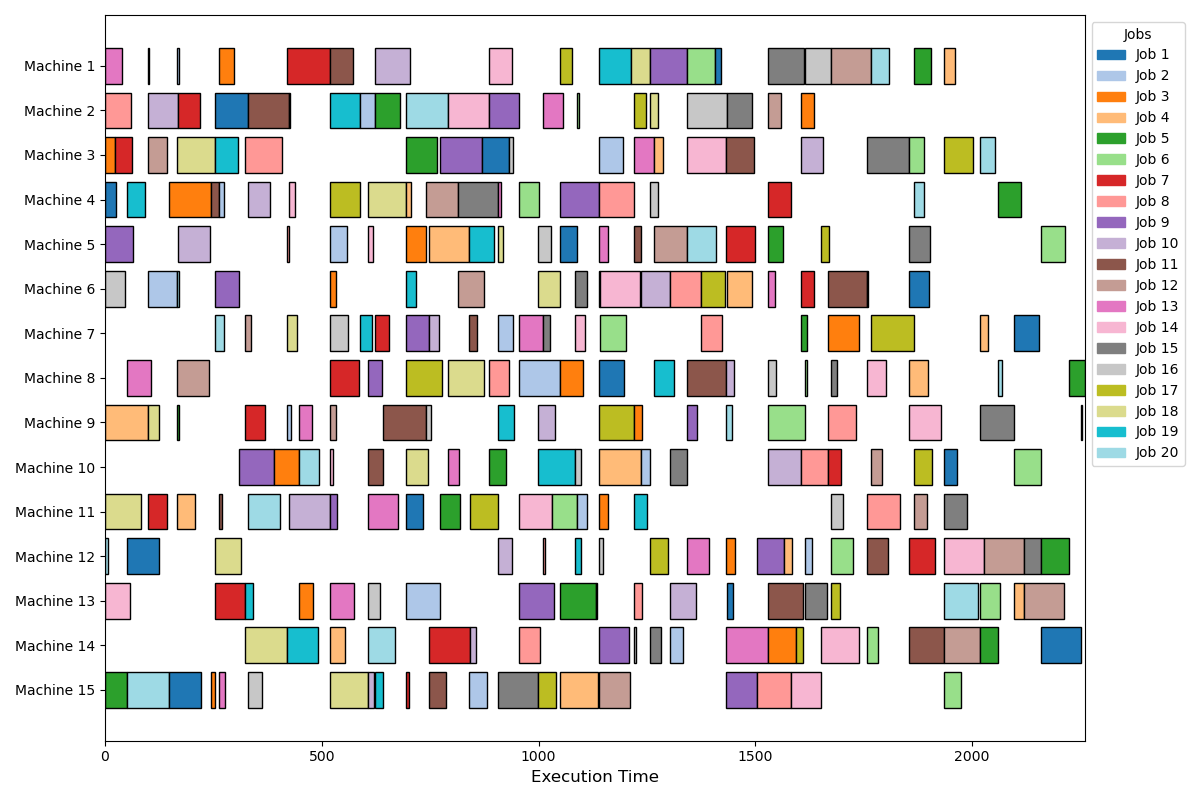 Machine 1
Machine 2
Machine 3
Machine 4
Machine 5
Machine 6
Machine 7
Machine 8
Machine 9
Machine 10
Machine 11
Machine 12
Machine 13
Machine 14
Machine 15
0 500 1000 1500 2000
Execution Time
Jobs
Job 1
Job 2
Job 3
Job 4
Job 5
Job 6
Job 7
Job 8
Job 9
Job 10
Job 11
Job 12
Job 13
Job 14
Job 15
Job 16
Job 17
Job 18
Job 19
Job 20